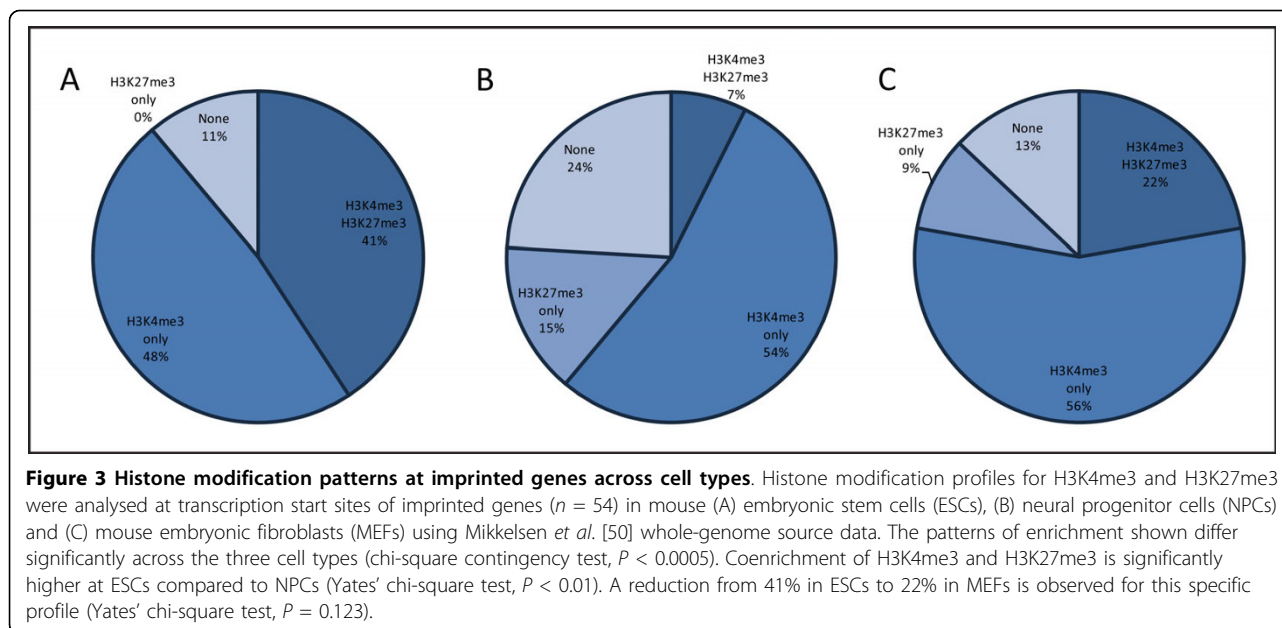 A
H3K27me3
only
0%
None
11%
H3K4me3
H3K27me3
41%
H3K4me3
only
48%
B
H3K4me3
H3K27me3
7%
None
24%
H3K27me3
only
15%
H3K4me3
only
54%
C
H3K27me3
only
9%
None
13%
H3K4me3
H3K27me3
22%
H3K4me3
only
56%
Figure 3 Histone modification patterns at imprinted genes across cell types. Histone modification profiles for H3K4me3 and H3K27me3
were analysed at transcription start sites of imprinted genes (n = 54) in mouse (A) embryonic stem cells (ESCs), (B) neural progenitor cells (NPCs)
and (C) mouse embryonic fibroblasts (MEFs) using Mikkelsen et al. [50] whole-genome source data. The patterns of enrichment shown differ
significantly across the three cell types (chi-square contingency test, P < 0.0005). Coenrichment of H3K4me3 and H3K27me3 is significantly
higher at ESCs compared to NPCs (Yates’ chi-square test, P < 0.01). A reduction from 41% in ESCs to 22% in MEFs is observed for this specific
profile (Yates’ chi-square test, P = 0.123).